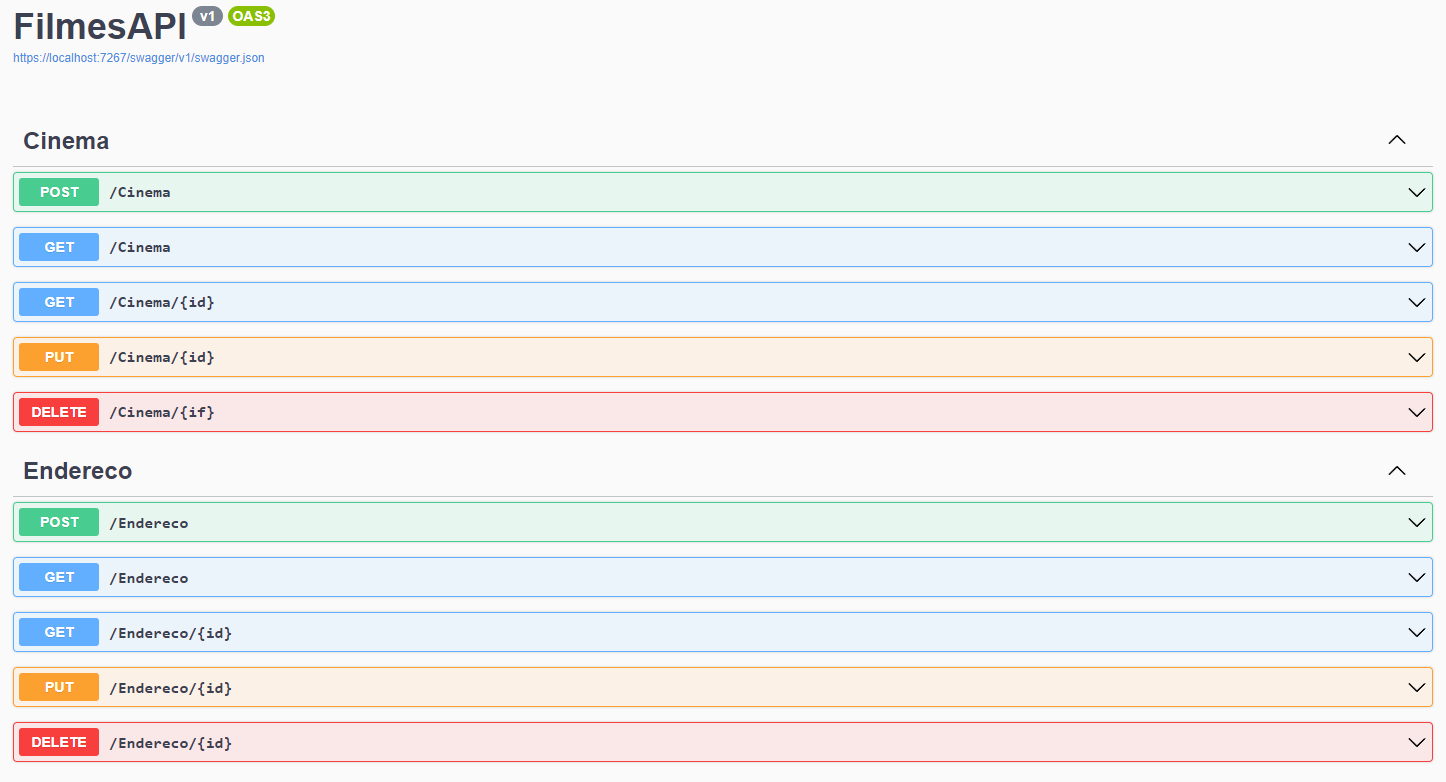 FilmesAPI v1 OAS3
https://localhost:7267/swagger/v1/swagger.json
Cinema
POST /Cinema
GET /Cinema
GET /Cinema/{id}
PUT /Cinema/{id}
DELETE /Cinema/{if}
Endereco
POST /Endereco
GET /Endereco
GET /Endereco/{id}
PUT /Endereco/{id}
DELETE /Endereco/{id}